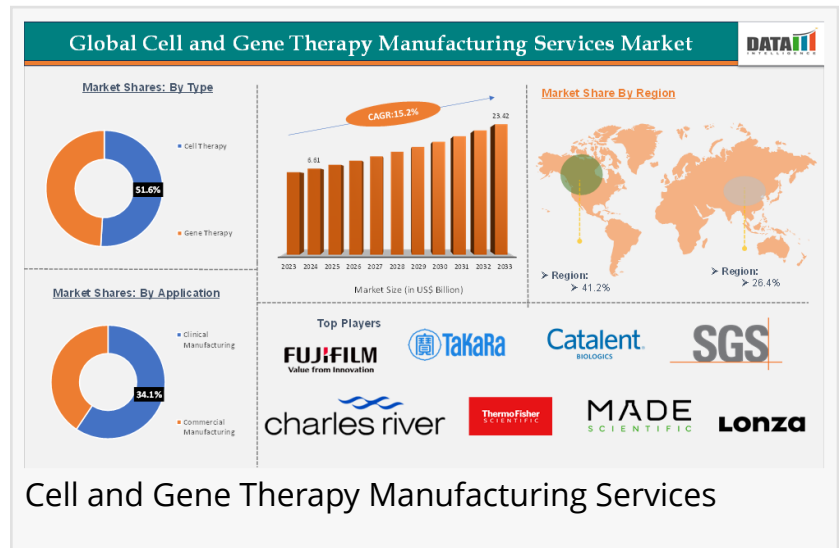 Global Cell and Gene Therapy Manufacturing Services Market
DATAM
INTELLIGENCE
Market Shares: By Type
Cell Therapy
51.6%
Gene Therapy
Market Shares: By Application
Clinical
Manufacturing
34.1%
Commercial
Manufacturing
CAGR:15.2%
6.61
23.42
2023 2024 2025 2026 2027 2028 2029 2030 2031 2032 2033
Market Size (in US$ Billion)
Market Share By Region
➢ Region:
➢ 41.2%
➢ Region:
➢ 26.4%
Top Players
FUJIFILM
Value from Innovation
寳 TaKaRa
Catalent
BIOLOGICS
SGS
charles river
ThermoFisher
SCIENTIFIC
MADE
SCIENTIFIC
Lonza
Cell and Gene Therapy Manufacturing Services